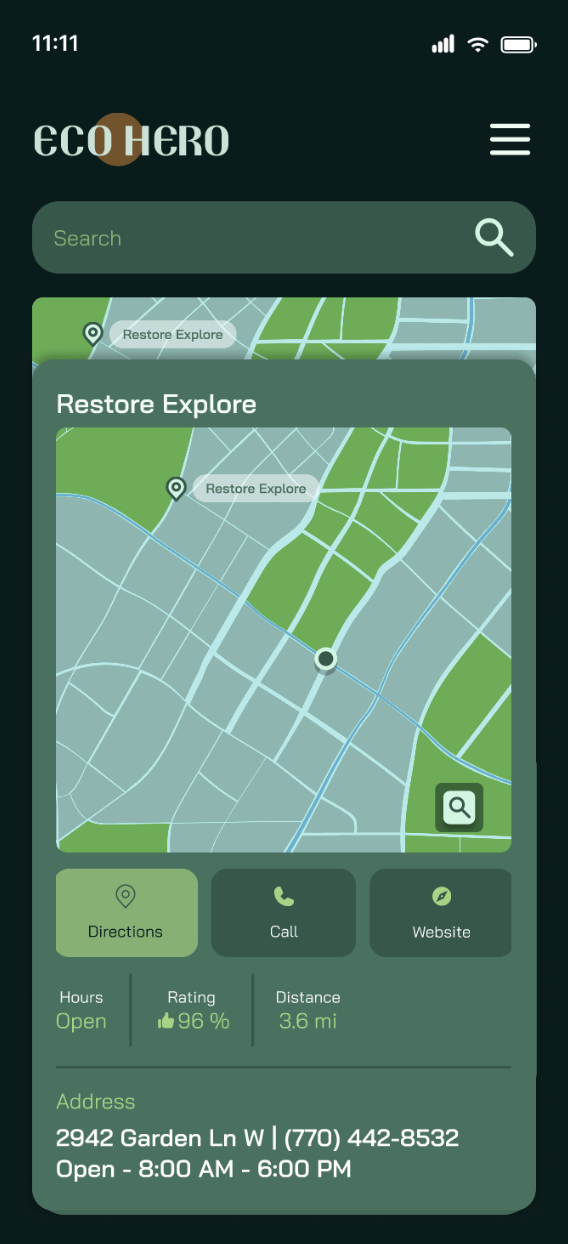 11:11
ECO HERO
Search
Restore Explore
Restore Explore
Restore Explore
Directions
Call
Website
Hours
Rating
Distance
Open
96 %
3.6 mi
Address
2942 Garden Ln W | (770) 442-8532
Open - 8:00 AM - 6:00 PM